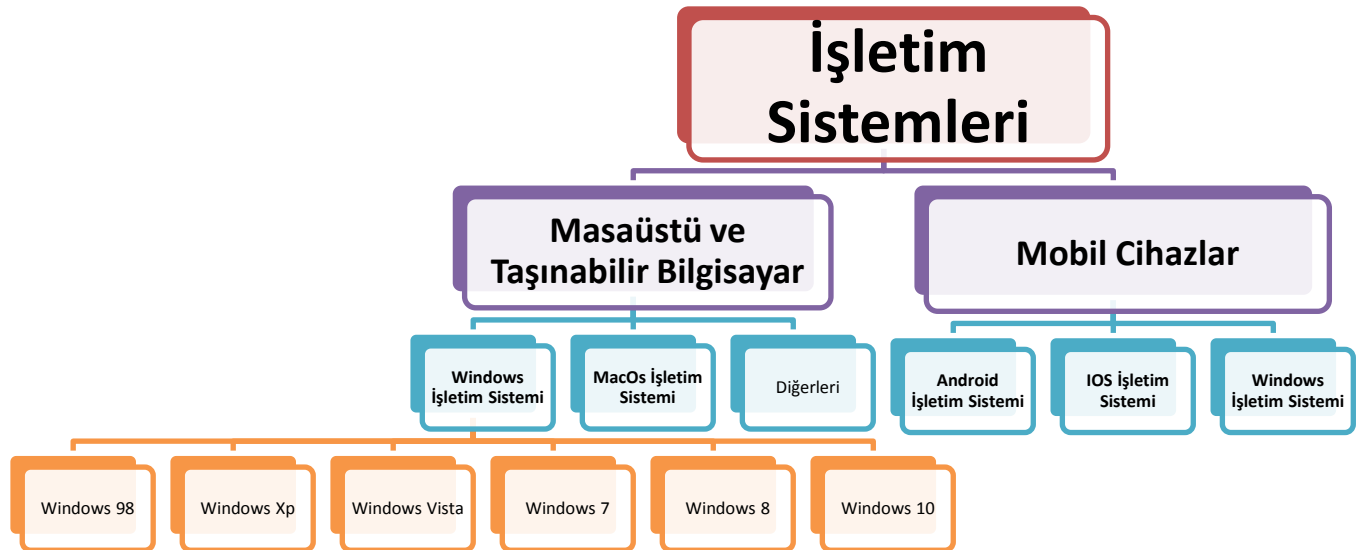 İşletim
Sistemleri
Masaüstü ve
Taşınabilir Bilgisayar
Mobil Cihazlar
Windows
İşletim Sistemi
MacOs İşletim
Sistemi
Diğerleri
Android
İşletim Sistemi
IOS İşletim
Sistemi
Windows
İşletim Sistemi
Windows 98
Windows Xp
Windows Vista
Windows 7
Windows 8
Windows 10